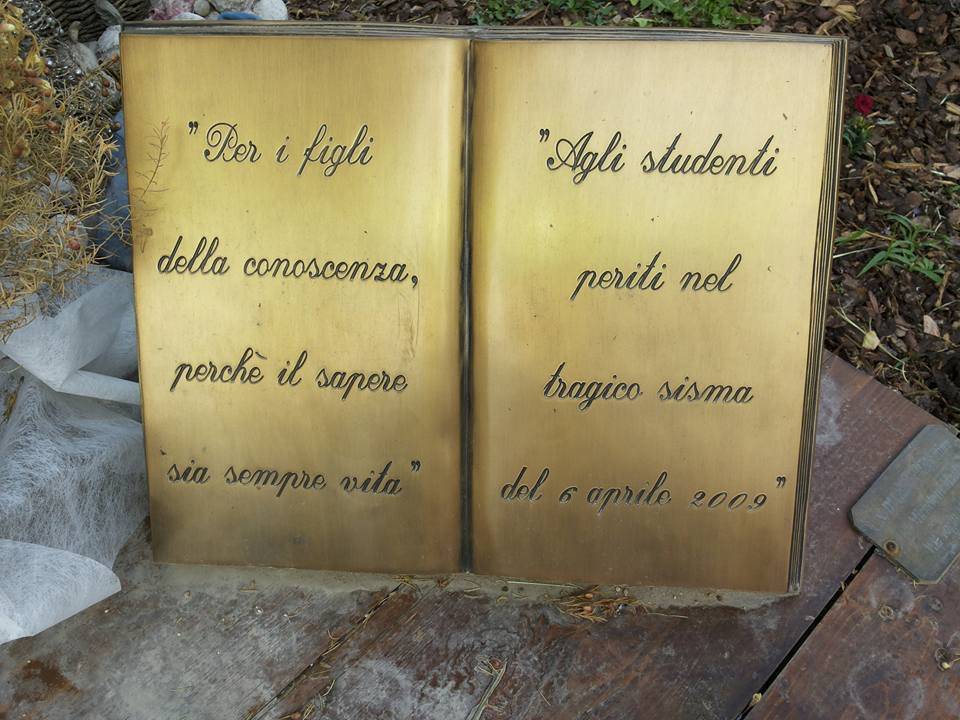 "Per i figli
della conoscenza,
perchè il sapere
sia sempre vita"
"Agli studenti
periti nel
tragico sisma
del 6 aprile 2009"